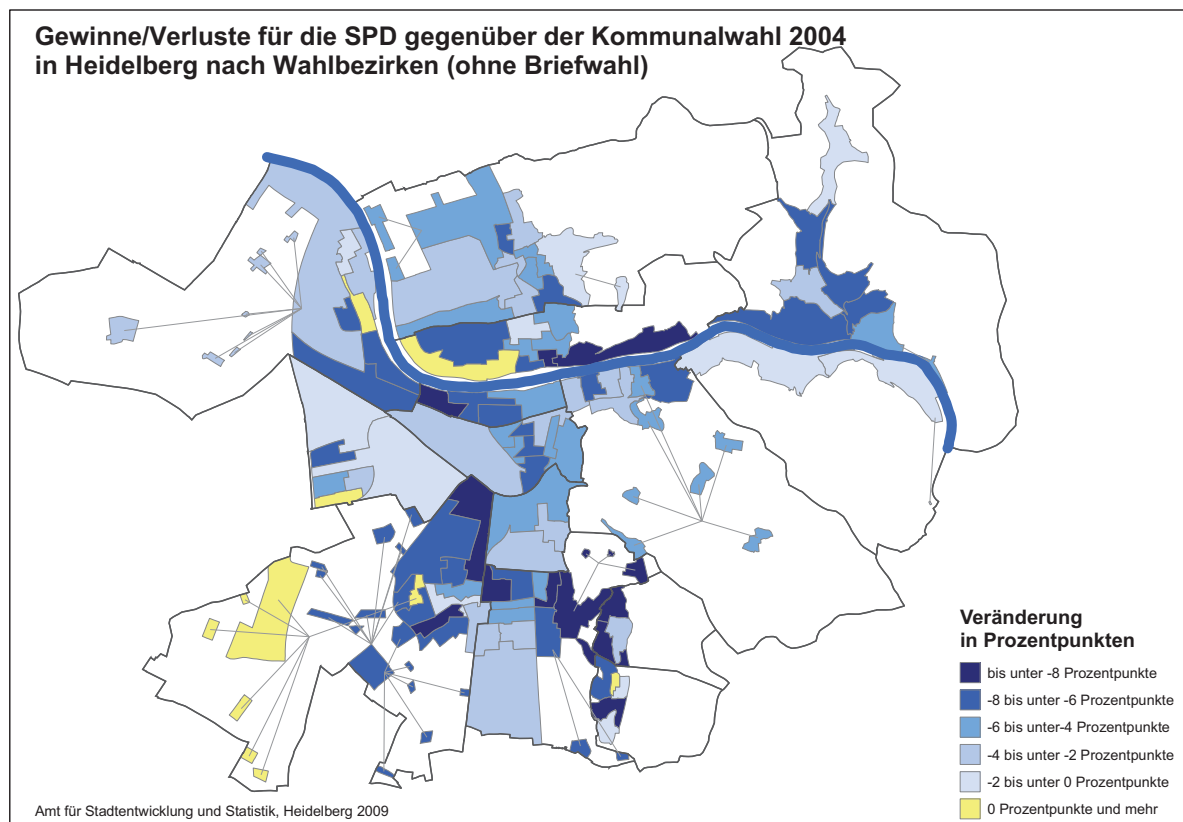 Gewinne/Verluste für die SPD gegenüber der Kommunalwahl 2004
in Heidelberg nach Wahlbezirken (ohne Briefwahl)
Veränderung
in Prozentpunkten
bis unter -8 Prozentpunkte
-8 bis unter -6 Prozentpunkte
-6 bis unter-4 Prozentpunkte
-4 bis unter -2 Prozentpunkte
-2 bis unter 0 Prozentpunkte
0 Prozentpunkte und mehr
Amt für Stadtentwicklung und Statistik, Heidelberg 2009